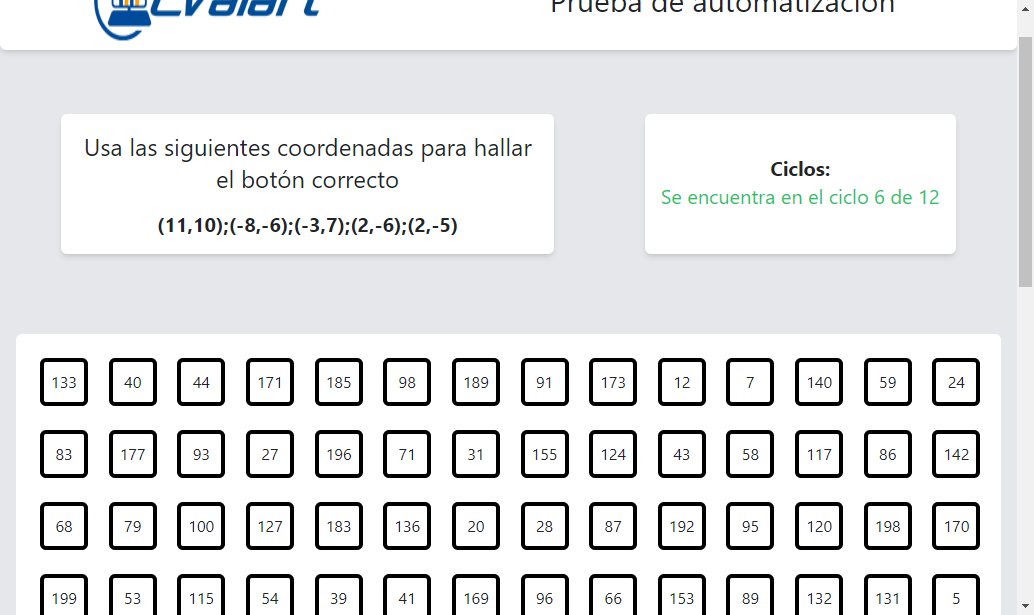 Evalart
Prueba de automatización
Usa las siguientes coordenadas para hallar
el botón correcto
(11,10);(-8,-6);(-3,7);(2,-6);(2,-5)
Ciclos:
Se encuentra en el ciclo 6 de 12
133 40 44 171 185 98 189 91 173 12 7 140 59 24
83 177 93 27 196 71 31 155 124 43 58 117 86 142
68 79 100 127 183 136 20 28 87 192 95 120 198 170
199 53 115 54 39 41 169 96 66 153 89 132 131 5